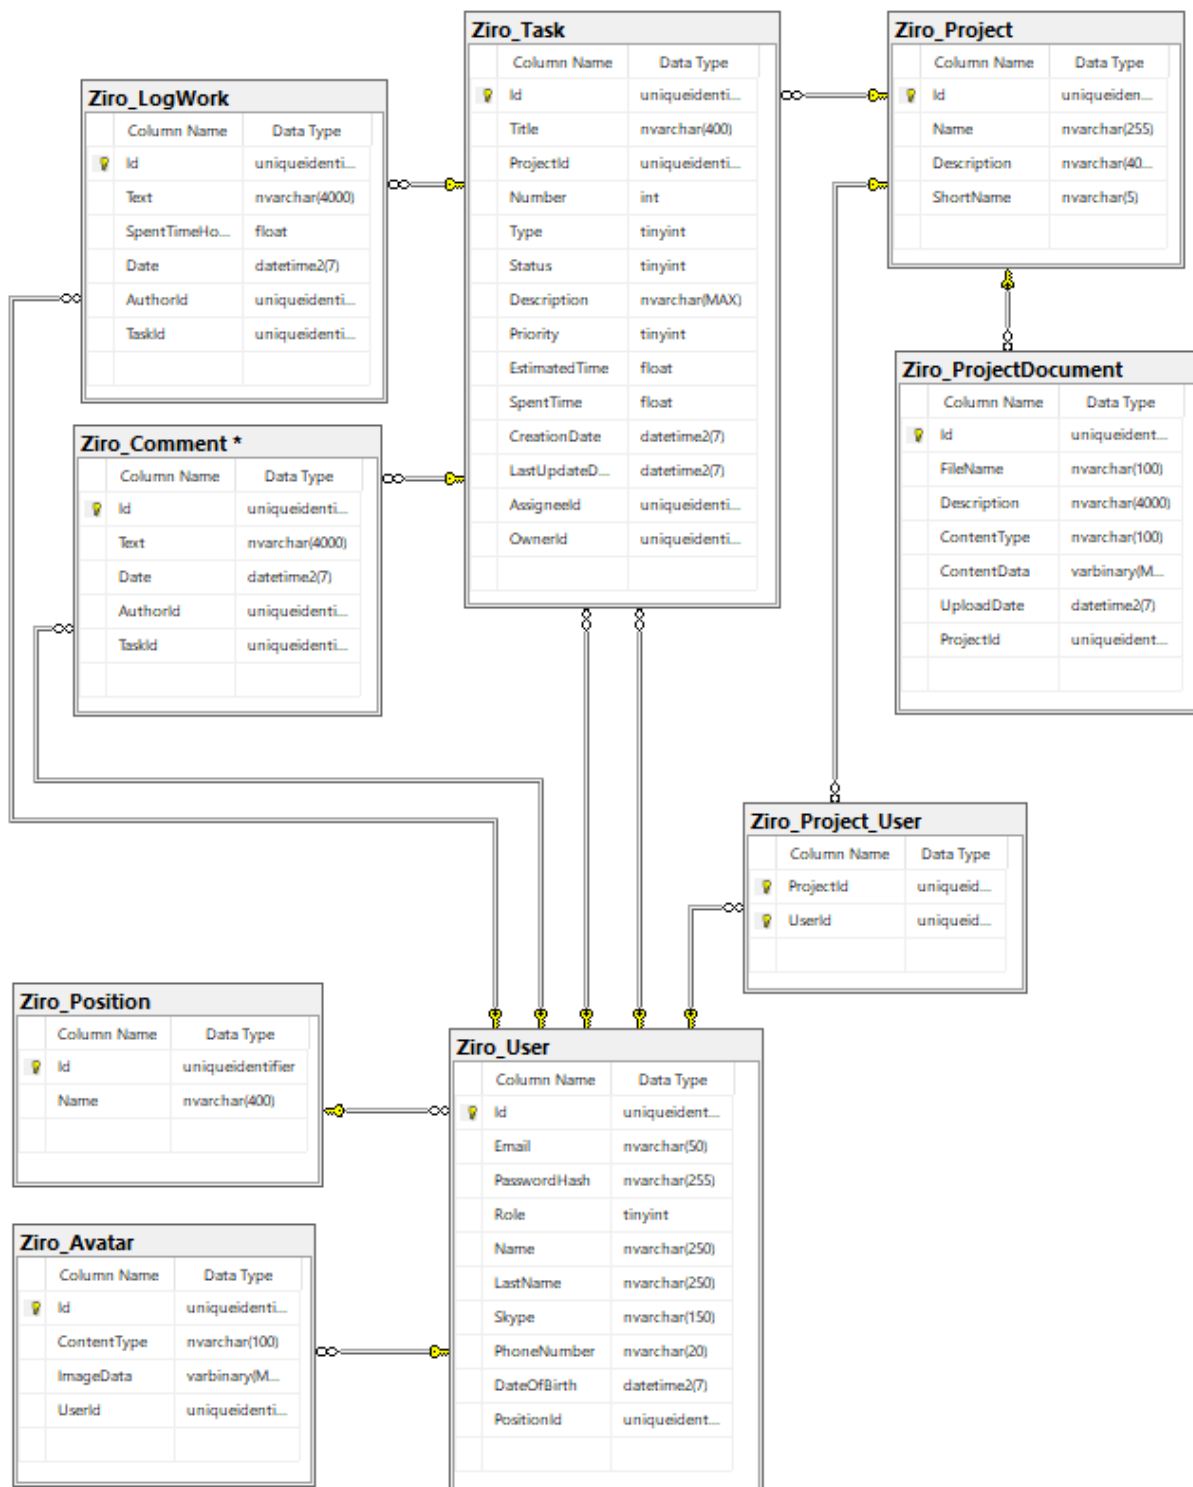 Ziro_Task
Column Name Data Type
Id uniqueidenti...
Title nvarchar(400)
ProjectId uniqueidenti...
Number int
Type tinyint
Status tinyint
Description nvarchar(MAX)
Priority tinyint
EstimatedTime float
SpentTime float
CreationDate datetime2(7)
LastUpdateD... datetime2(7)
AssigneeId uniqueidenti...
OwnerId uniqueidenti...
Ziro_Project
Column Name Data Type
Id uniqueiden...
Name nvarchar(255)
Description nvarchar(40...
ShortName nvarchar(5)
Ziro_LogWork
Column Name Data Type
Id uniqueidenti...
Text nvarchar(4000)
SpentTimeHo... float
Date datetime2(7)
AuthorId uniqueidenti...
TaskId uniqueidenti...
Ziro_ProjectDocument
Column Name Data Type
Id uniqueident...
FileName nvarchar(100)
Description nvarchar(4000)
ContentType nvarchar(100)
ContentData varbinary(M...
UploadDate datetime2(7)
ProjectId uniqueident...
Ziro_Comment *
Column Name Data Type
Id uniqueidenti...
Text nvarchar(4000)
Date datetime2(7)
AuthorId uniqueidenti...
TaskId uniqueidenti...
Ziro_Project_User
Column Name Data Type
ProjectId uniqueid...
UserId uniqueid...
Ziro_Position
Column Name Data Type
Id uniqueidentifier
Name nvarchar(400)
Ziro_User
Column Name Data Type
Id uniqueident...
Email nvarchar(50)
PasswordHash nvarchar(255)
Role tinyint
Name nvarchar(250)
LastName nvarchar(250)
Skype nvarchar(150)
PhoneNumber nvarchar(20)
DateOfBirth datetime2(7)
PositionId uniqueident...
Ziro_Avatar
Column Name Data Type
Id uniqueidenti...
ContentType nvarchar(100)
ImageData varbinary(M...
UserId uniqueidenti...